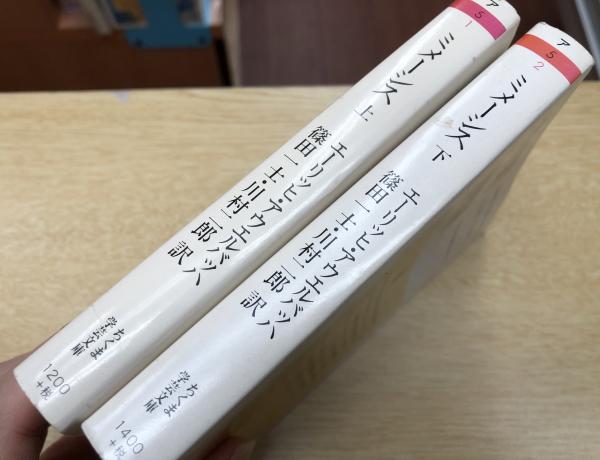 ア
5
1
ミメーシス 上
エーリッヒ・アウエルバッハ
篠田一士・川村二郎 訳
ちくま
学芸文庫
1200
+税
ア
5
2
ミメーシス 下
エーリッヒ・アウエルバッハ
篠田一士・川村二郎 訳
ちくま
学芸文庫
1400
+税